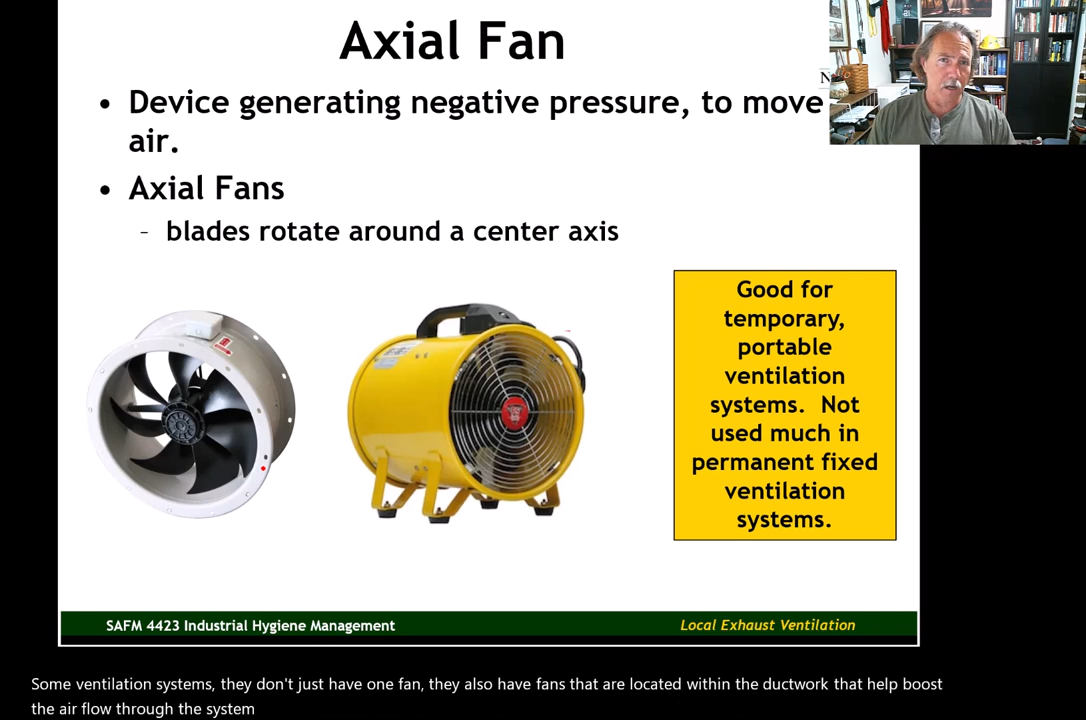 Axial Fan
• Device generating negative pressure, to move
air.
• Axial Fans
– blades rotate around a center axis
Good for
temporary,
portable
ventilation
systems. Not
used much in
permanent fixed
ventilation
systems.
SAFM 4423 Industrial Hygiene Management
Local Exhaust Ventilation
Some ventilation systems, they don't just have one fan, they also have fans that are located within the ductwork that help boost
the air flow through the system